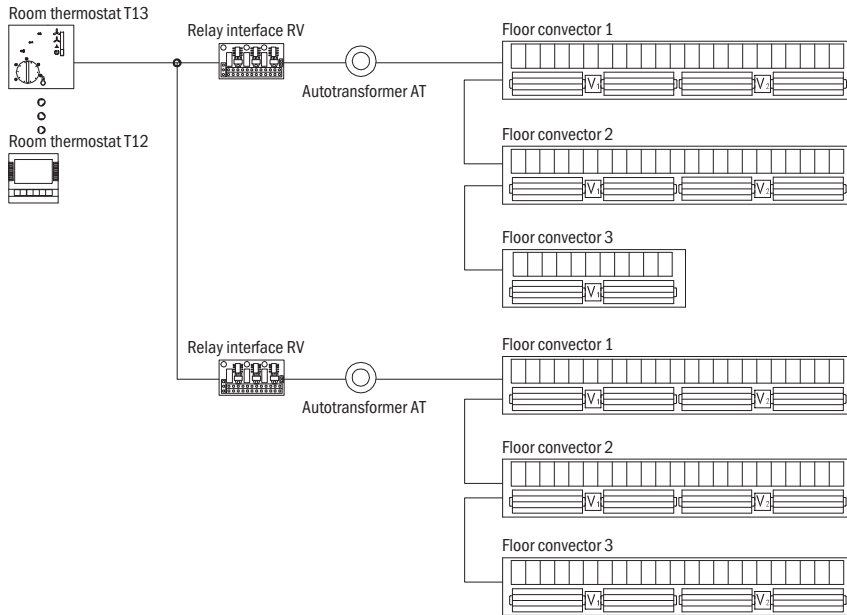 Room thermostat T13
Relay interface RV
Autotransformer AT
Floor convector 1
V1
V2
Floor convector 2
V1
V2
Room thermostat T12
Floor convector 3
V1
Relay interface RV
Autotransformer AT
Floor convector 1
V1
V2
Floor convector 2
V1
V2
Floor convector 3
V1
V2